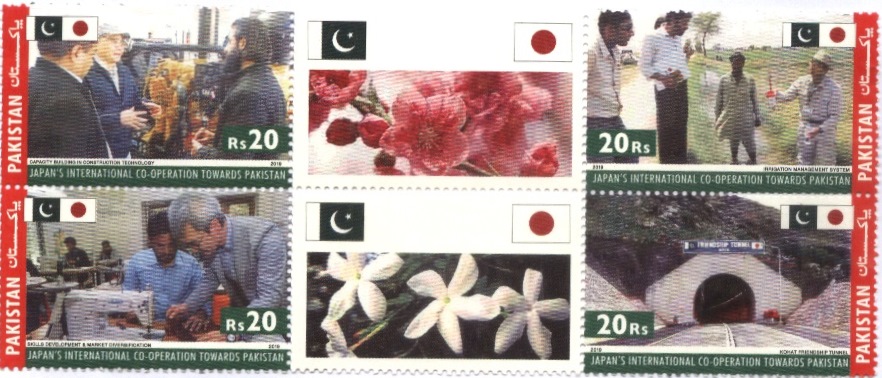 PAKISTAN
پاکستان
Rs20
CAPACITY BUILDING IN CONSTRUCTION TECHNOLOGY 2019
JAPAN'S INTERNATIONAL CO-OPERATION TOWARDS PAKISTAN
20Rs
2019 IRRIGATION MANAGEMENT SYSTEM
JAPAN'S INTERNATIONAL CO-OPERATION TOWARDS PAKISTAN
PAKISTAN
پاکستان
PAKISTAN
پاکستان
Rs20
SKILLS DEVELOPMENT & MARKET DIVERSIFICATION 2019
JAPAN'S INTERNATIONAL CO-OPERATION TOWARDS PAKISTAN
FRIENDSHIP TUNNEL
20Rs
2019 KOHAT FRIENDSHIP TUNNEL
JAPAN'S INTERNATIONAL CO-OPERATION TOWARDS PAKISTAN
PAKISTAN
پاکستان